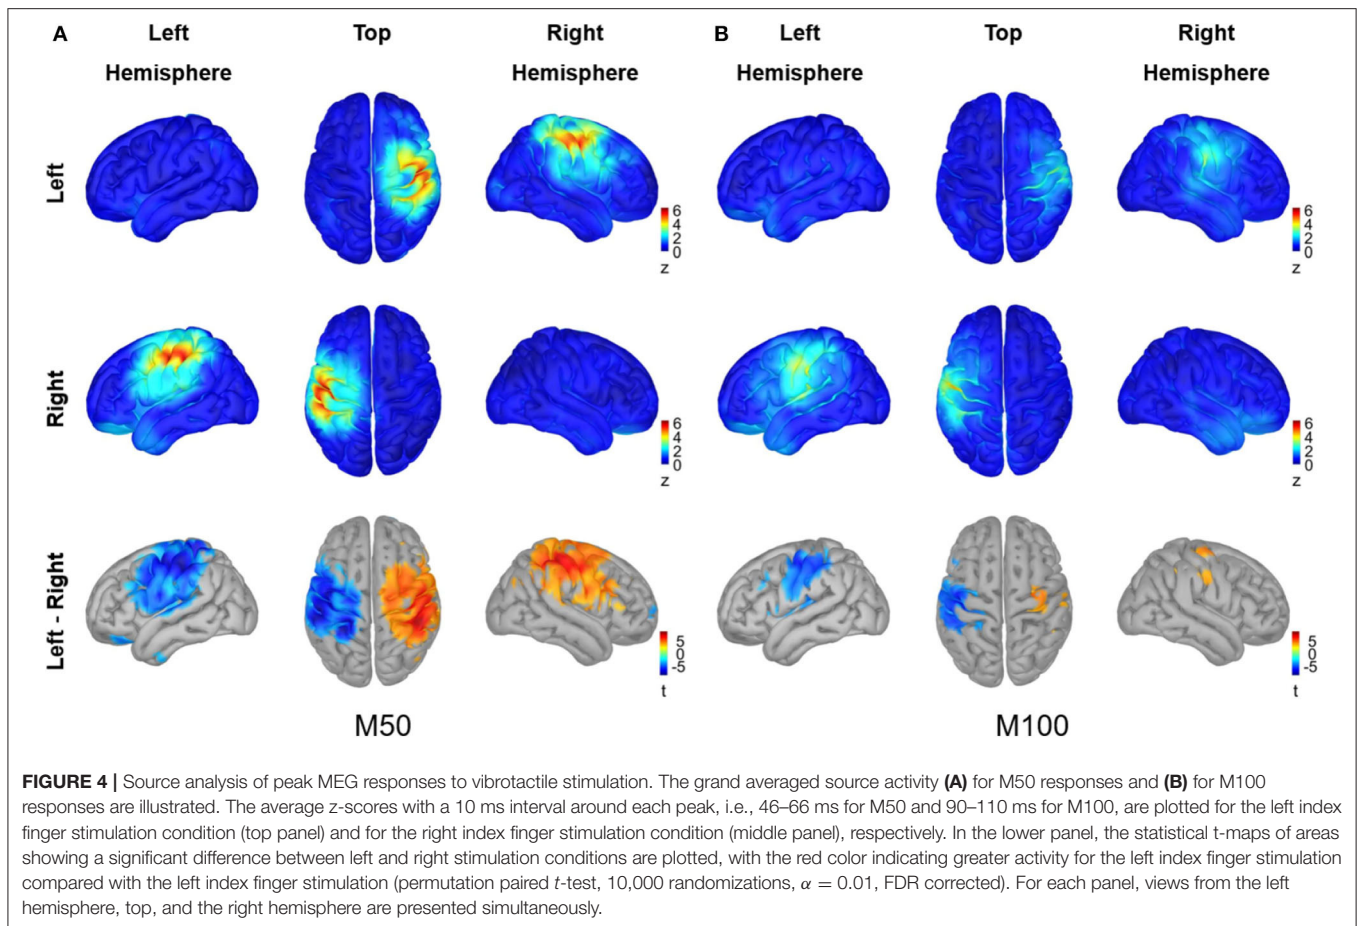 A Left Top Right B Left Top Right
Hemisphere Hemisphere Hemisphere Hemisphere
Left
6
4
2
0
z
6
4
2
0
z
Right
6
4
2
0
z
6
4
2
0
z
Left - Right
5
0
-5
t
5
0
-5
t
M50 M100
FIGURE 4 | Source analysis of peak MEG responses to vibrotactile stimulation. The grand averaged source activity (A) for M50 responses and (B) for M100
responses are illustrated. The average z-scores with a 10 ms interval around each peak, i.e., 46–66 ms for M50 and 90–110 ms for M100, are plotted for the left index
finger stimulation condition (top panel) and for the right index finger stimulation condition (middle panel), respectively. In the lower panel, the statistical t-maps of areas
showing a significant difference between left and right stimulation conditions are plotted, with the red color indicating greater activity for the left index finger stimulation
compared with the left index finger stimulation (permutation paired t-test, 10,000 randomizations, α = 0.01, FDR corrected). For each panel, views from the left
hemisphere, top, and the right hemisphere are presented simultaneously.